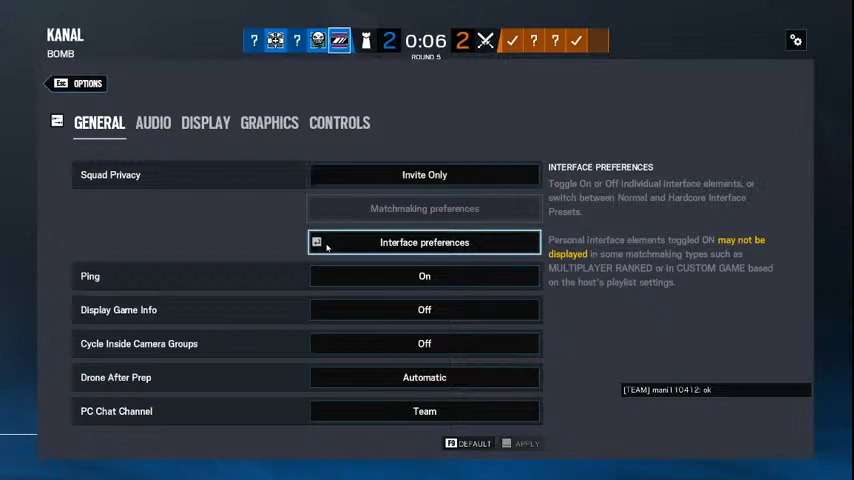 KANAL
BOMB
? ? 2 0:06 2 ? ?
ROUND 5
Esc OPTIONS
GENERAL AUDIO DISPLAY GRAPHICS CONTROLS
Squad Privacy Invite Only
Matchmaking preferences
Interface preferences
Ping On
Display Game Info Off
Cycle Inside Camera Groups Off
Drone After Prep Automatic
PC Chat Channel Team
INTERFACE PREFERENCES
Toggle On or Off individual interface elements, or
switch between Normal and Hardcore Interface
Presets.
Personal interface elements toggled ON may not be
displayed in some matchmaking types such as
MULTIPLAYER RANKED or in CUSTOM GAME based
on the host's playlist settings.
[TEAM] mani110412: ok
F9 DEFAULT APPLY